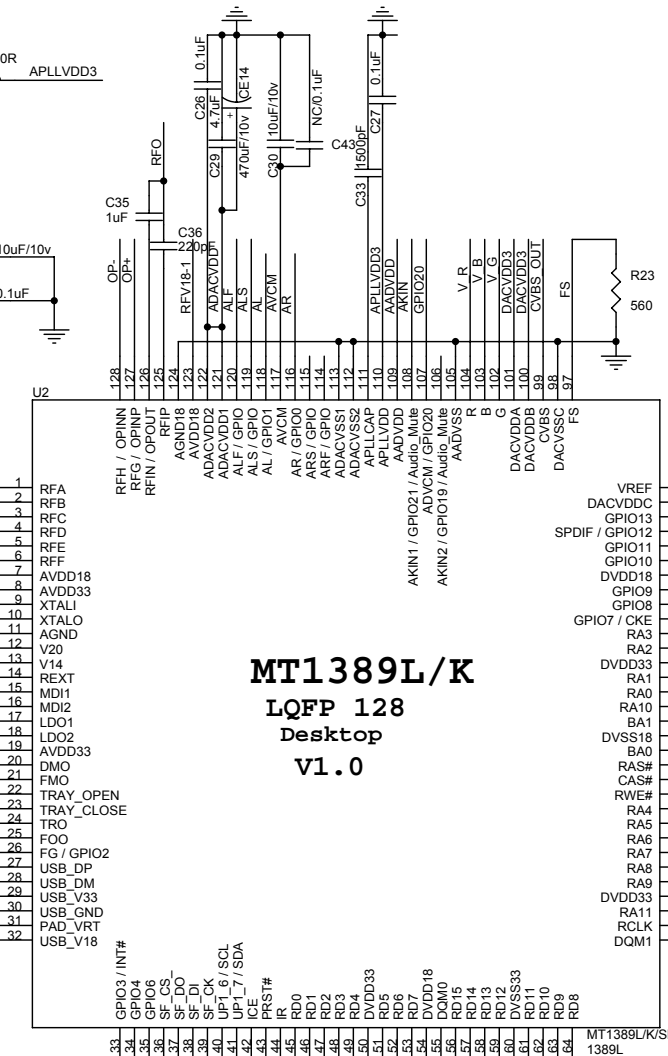 0R
APLLVDD3
0.1uF
C26
4.7uF
C29
CE14
+
470uF/10v
10uF/10v
C30
NC/0.1uF
C43
0.1uF
C27
1500pF
C33
RFO
C35
1uF
C36
220pF
10uF/10v
0.1uF
OP-
OP+
RFV18-1
ADACVDD
ALF
ALS
AL
AVCM
AR
APLLVDD3
AADVDD
AKIN
GPIO20
V_R
V_B
V_G
DACVDD3
DACVDD3
CVBS_OUT
FS
R23
560
128
127
126
125
124
123
122
121
120
119
118
117
116
115
114
113
112
111
110
109
108
107
106
105
104
103
102
101
100
99
98
97
U2
RFH / OPINN
RFG / OPINP
RFIN / OPOUT
RFIP
AGND18
AVDD18
ADACVDD2
ADACVDD1
ALF / GPIO
ALS / GPIO
AL / GPIO1
AVCM
AR / GPIO0
ARS / GPIO
ARF / GPIO
ADACVSS1
ADACVSS2
APLLCAP
APLLVDD
AADVDD
AKIN1 / GPIO21 / Audio_Mute
ADVCM / GPIO20
AKIN2 / GPIO19 / Audio_Mute
AADVSS
R
B
G
DACVDDA
DACVDDB
CVBS
DACVSSC
FS
1 RFA
2 RFB
3 RFC
4 RFD
5 RFE
6 RFF
7 AVDD18
8 AVDD33
9 XTALI
10 XTALO
11 AGND
12 V20
13 V14
14 REXT
15 MDI1
16 MDI2
17 LDO1
18 LDO2
19 AVDD33
20 DMO
21 FMO
22 TRAY_OPEN
23 TRAY_CLOSE
24 TRO
25 FOO
26 FG / GPIO2
27 USB_DP
28 USB_DM
29 USB_V33
30 USB_GND
31 PAD_VRT
32 USB_V18
MT1389L/K
LQFP 128
Desktop
V1.0
VREF
DACVDDC
GPIO13
SPDIF / GPIO12
GPIO11
GPIO10
DVDD18
GPIO9
GPIO8
GPIO7 / CKE
RA3
RA2
DVDD33
RA1
RA0
RA10
BA1
DVSS18
BA0
RAS#
CAS#
RWE#
RA4
RA5
RA6
RA7
RA8
RA9
DVDD33
RA11
RCLK
DQM1
GPIO3 / INT#
GPIO4
GPIO6
SF_CS_
SF_DO
SF_DI
SF_CK
UP1_6 / SCL
UP1_7 / SDA
ICE
PRST#
IR
RD0
RD1
RD2
RD3
RD4
DVDD33
RD5
RD6
RD7
DVDD18
DQM0
RD15
RD14
RD13
RD12
DVSS33
RD11
RD10
RD9
RD8
33
34
35
36
37
38
39
40
41
42
43
44
45
46
47
48
49
50
51
52
53
54
55
56
57
58
59
60
61
62
63
64
MT1389L/K/S
1389L